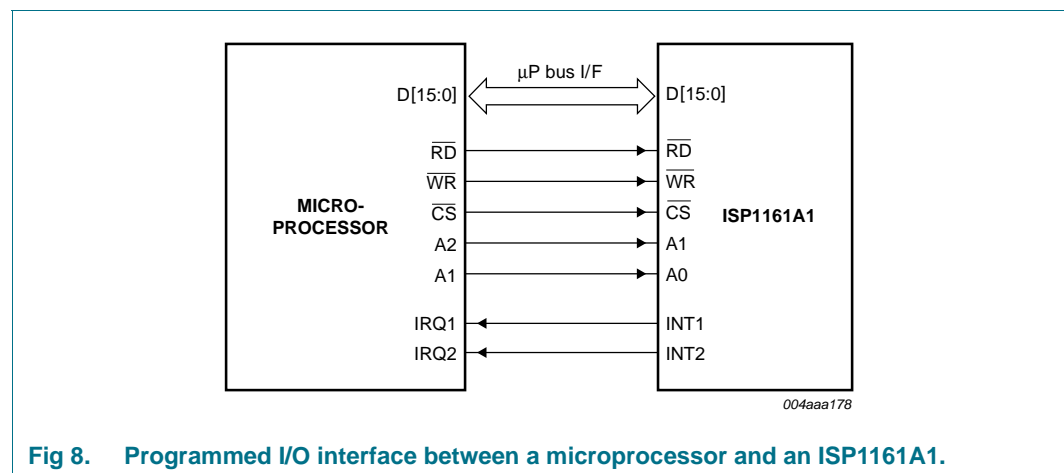 µP bus I/F
D[15:0] D[15:0]
RD RD
WR WR
MICRO-
PROCESSOR
CS CS
ISP1161A1
A2 A1
A1 A0
IRQ1 INT1
IRQ2 INT2
004aaa178
Fig 8. Programmed I/O interface between a microprocessor and an ISP1161A1.